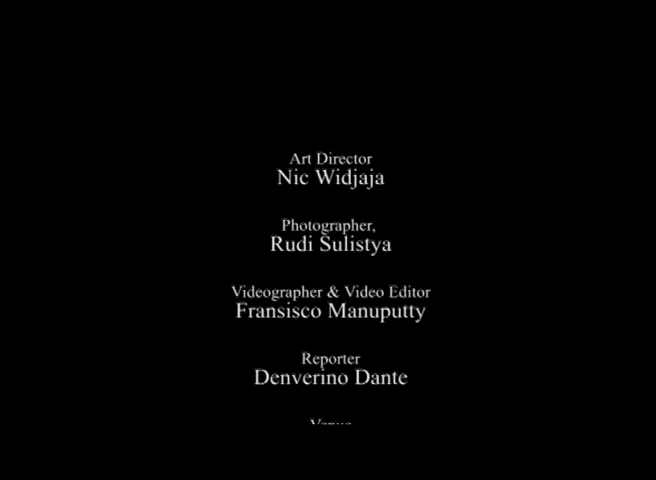 Art Director
Nic Widjaja
Photographer,
Rudi Sulistya
Videographer & Video Editor
Fransisco Manuputty
Reporter
Denverino Dante